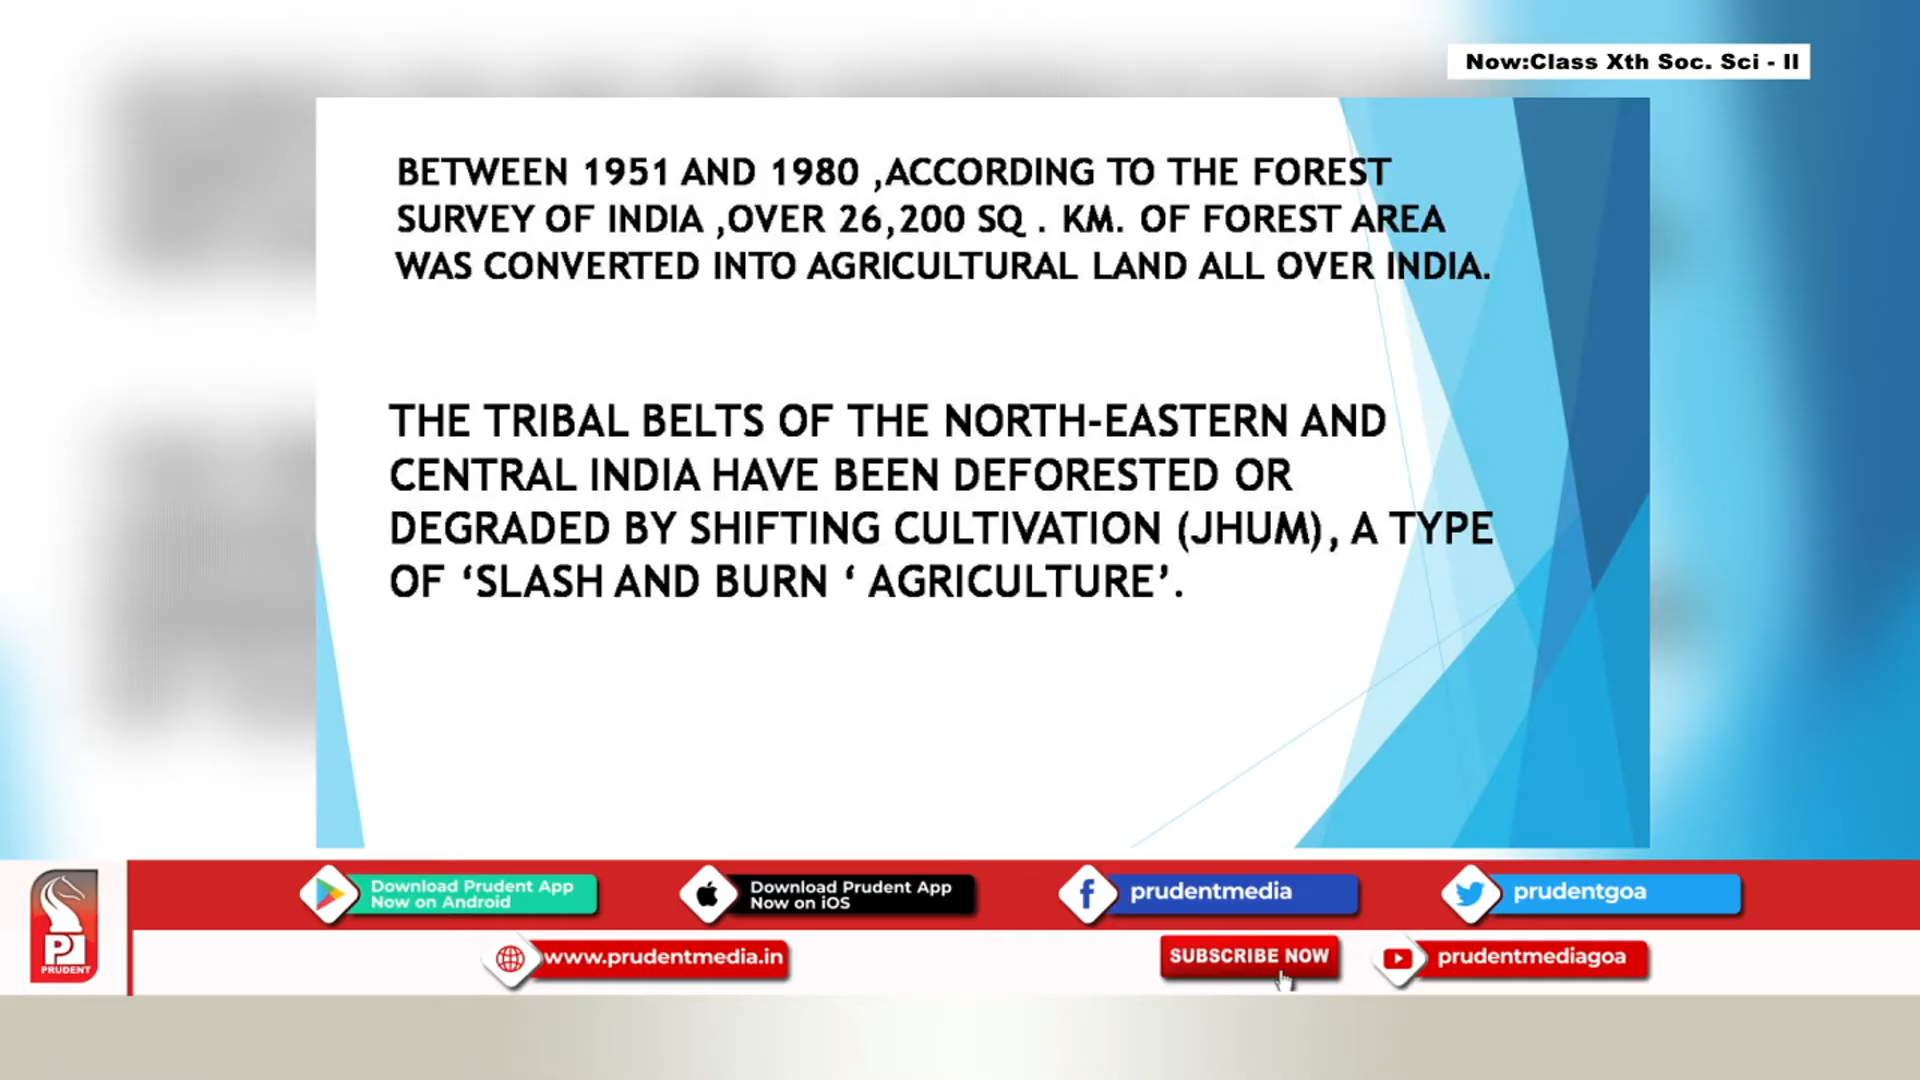 Now:Class Xth Soc. Sci - II
BETWEEN 1951 AND 1980 ,ACCORDING TO THE FOREST
SURVEY OF INDIA ,OVER 26,200 SQ . KM. OF FOREST AREA
WAS CONVERTED INTO AGRICULTURAL LAND ALL OVER INDIA.
THE TRIBAL BELTS OF THE NORTH-EASTERN AND
CENTRAL INDIA HAVE BEEN DEFORESTED OR
DEGRADED BY SHIFTING CULTIVATION (JHUM), A TYPE
OF ‘SLASH AND BURN ‘ AGRICULTURE’.
Download Prudent App
Now on Android
Download Prudent App
Now on iOS
prudentmedia
prudentgoa
PRUDENT
www.prudentmedia.in
SUBSCRIBE NOW
prudentmediagoa